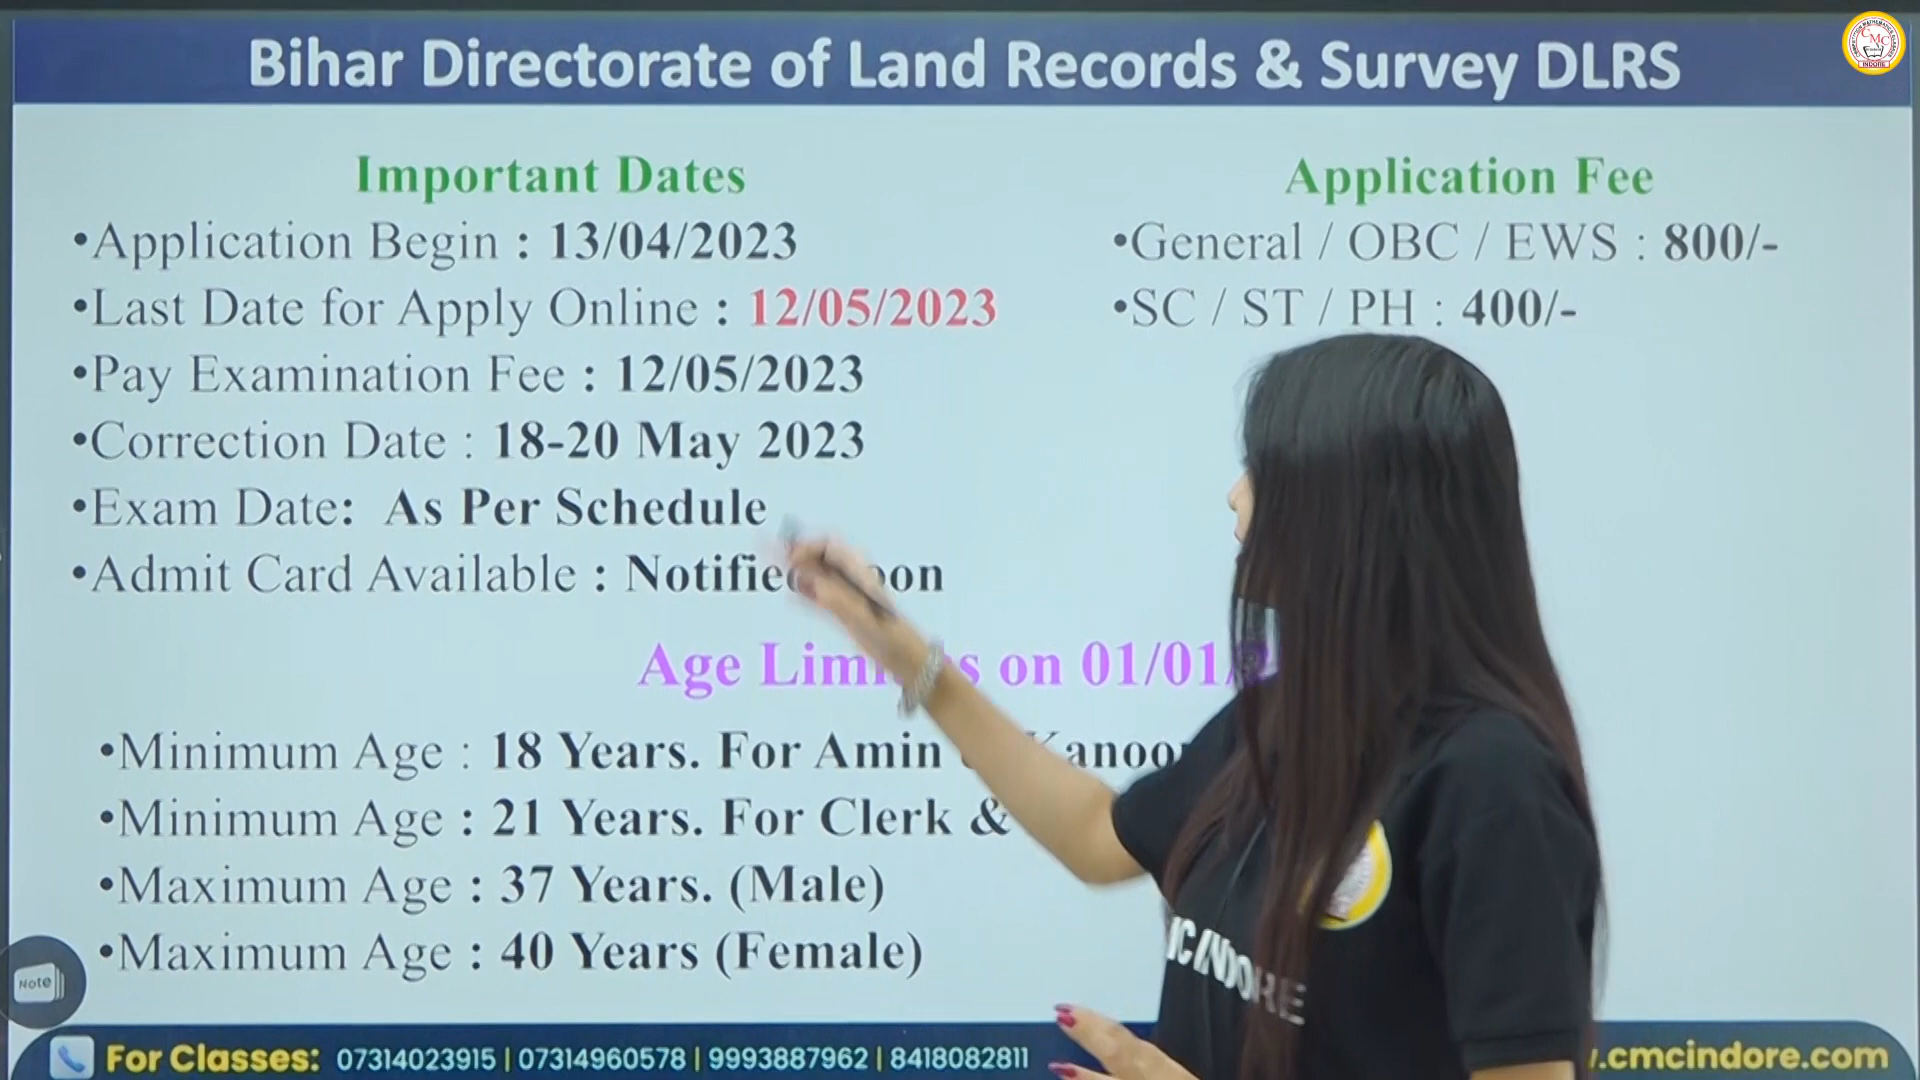 Bihar Directorate of Land Records & Survey DLRS
CMC
INDORE
Important Dates
•Application Begin : 13/04/2023
•Last Date for Apply Online : 12/05/2023
•Pay Examination Fee : 12/05/2023
•Correction Date : 18-20 May 2023
•Exam Date: As Per Schedule
•Admit Card Available :
Application Fee
•General / OBC / EWS : 800/-
•SC / ST / PH : 400/-
Age on 01/01/
•Minimum Age : 18 Years. For Amin
•Minimum Age : 21 Years. For Clerk &
•Maximum Age : 37 Years. (Male)
•Maximum Age : 40 Years (Female)
INDORE
Note
For Classes: 07314023915 | 07314960578 | 9993887962 | 8418082811
.cmcindore.com